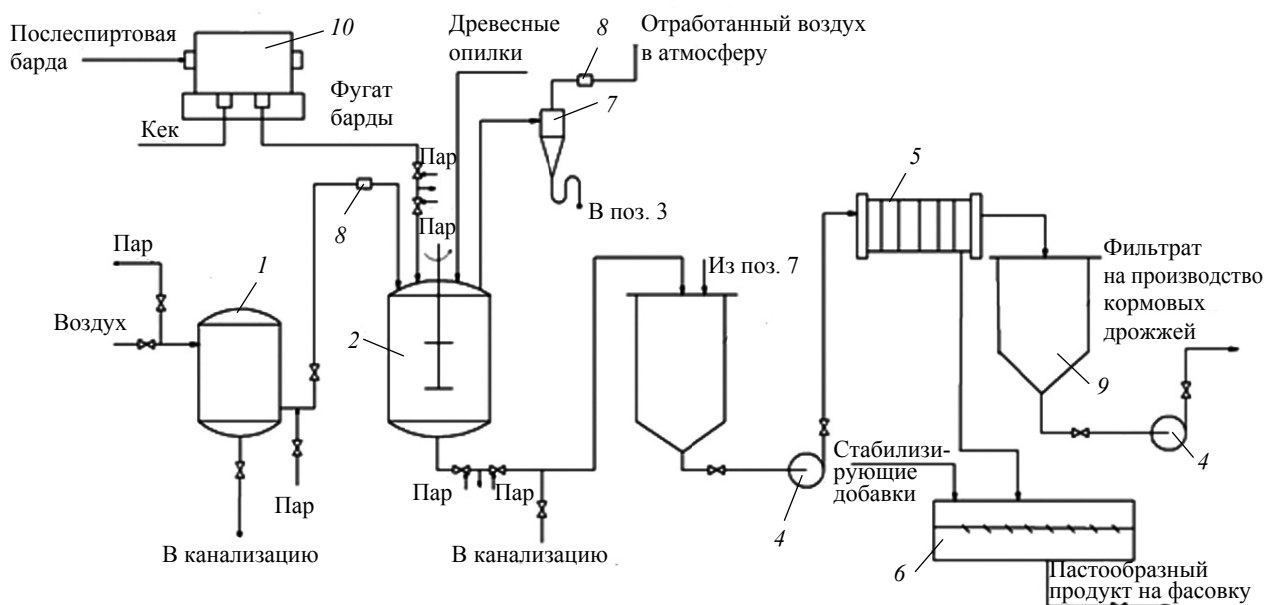 Послеспиртовая
барда
10
Кек
Фугат
барды
Древесные
опилки
8
Отработанный воздух
в атмосферу
7
В поз. 3
Пар
Пар
8
Пар
Воздух
1
Пар
В канализацию
2
Пар
Пар
В канализацию
Из поз. 7
4
5
Фильтрат
на производство
кормовых
дрожжей
9
4
Стабилизи-
рующие
добавки
6
Пастообразный
продукт на фасовку